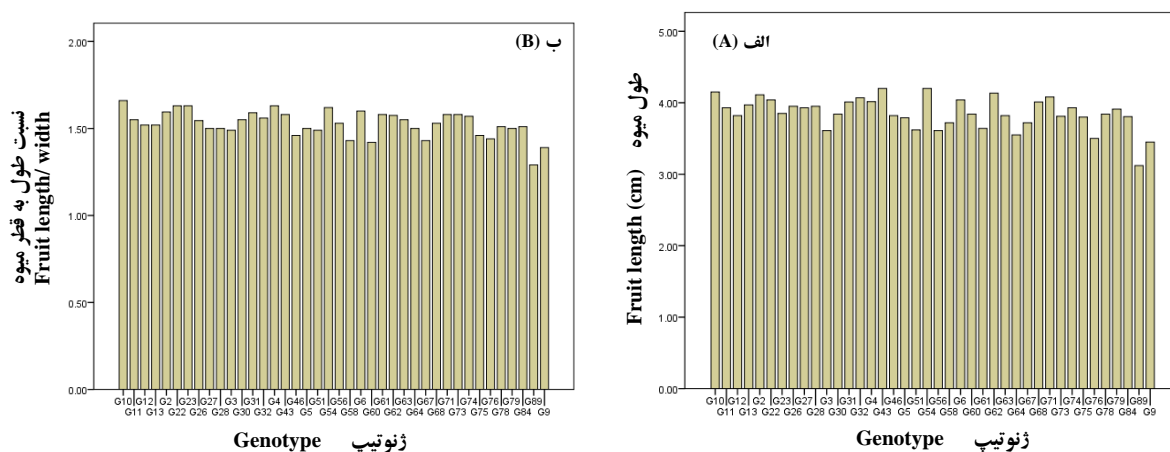 ب (B)
نسبت طول به قطر میوه
Fruit length/ width
2.00
1.50
1.00
0.50
0.00
G10 G12 G2 G23 G27 G3 G31 G4 G46 G51 G56 G6 G61 G63 G67 G71 G74 G76 G79 G89
G11 G13 G22 G26 G28 G30 G32 G43 G5 G54 G58 G60 G62 G64 G68 G73 G75 G78 G84 G9
Genotype ژنوتیپ
الف (A)
Fruit length (cm) طول میوه
5.00
4.00
3.00
2.00
1.00
0.00
G10 G12 G2 G23 G27 G3 G31 G4 G46 G51 G56 G6 G61 G63 G67 G71 G74 G76 G79 G89
G11 G13 G22 G26 G28 G30 G32 G43 G5 G54 G58 G60 G62 G64 G68 G73 G75 G78 G84 G9
Genotype ژنوتیپ